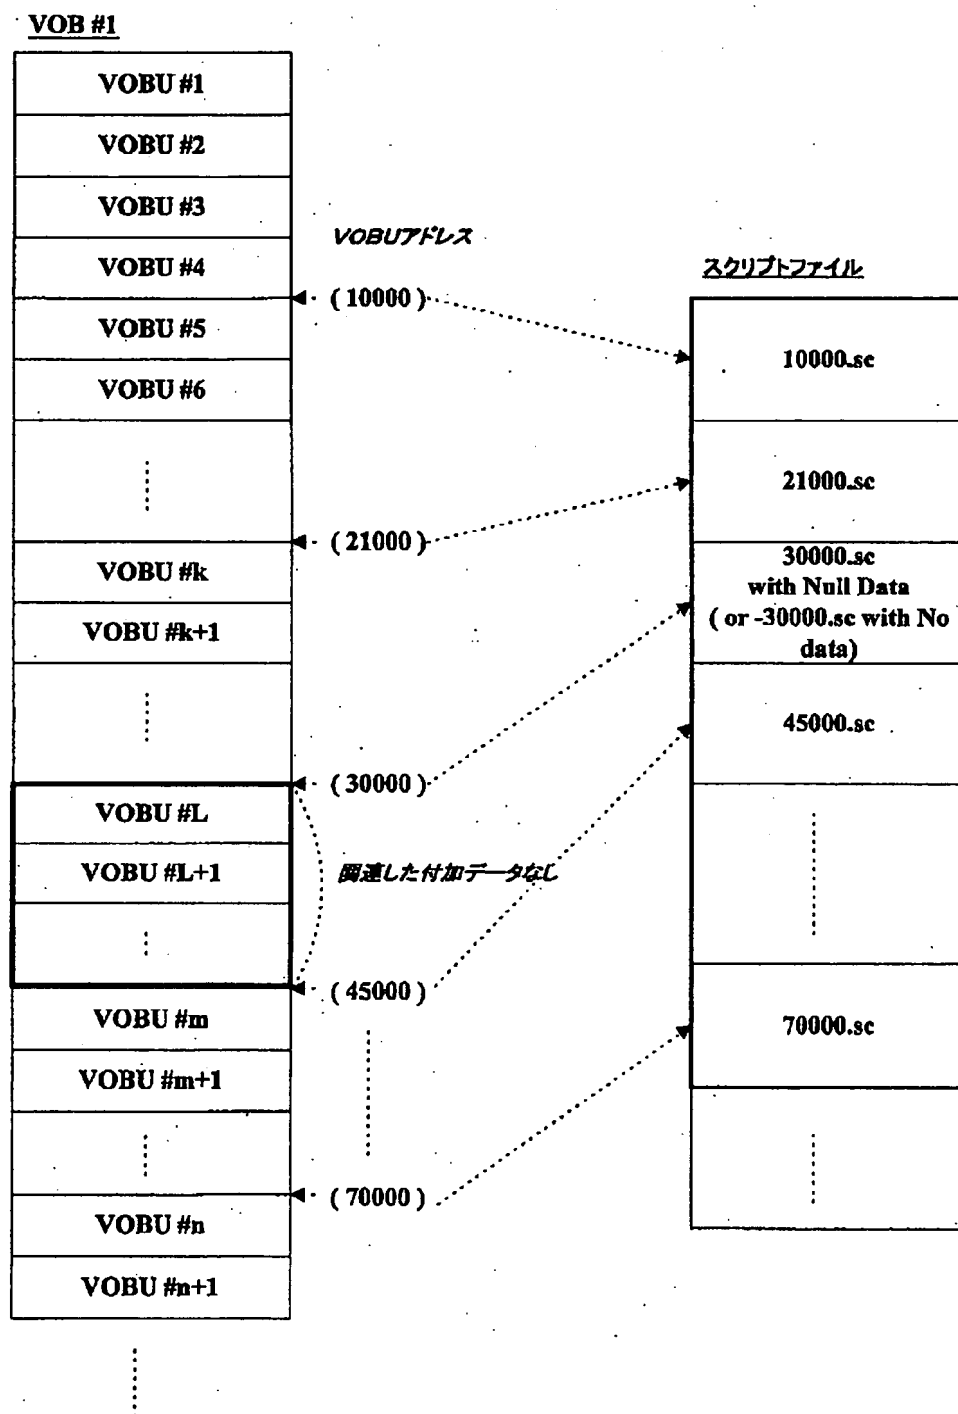 VOB #1
VOBU #1
VOBU #2
VOBU #3
VOBU #4
VOBU #5
VOBU #6
VOBU #k
VOBU #k+1
VOBU #L
VOBU #L+1
VOBU #m
VOBU #m+1
VOBU #n
VOBU #n+1
VOBUアドレス
( 10000 )
( 21000 )
( 30000 )
関連した付加データなし
( 45000 )
( 70000 )
スクリプトファイル
10000.sc
21000.sc
30000.sc
with Null Data
( or -30000.sc with No
data)
45000.sc
70000.sc